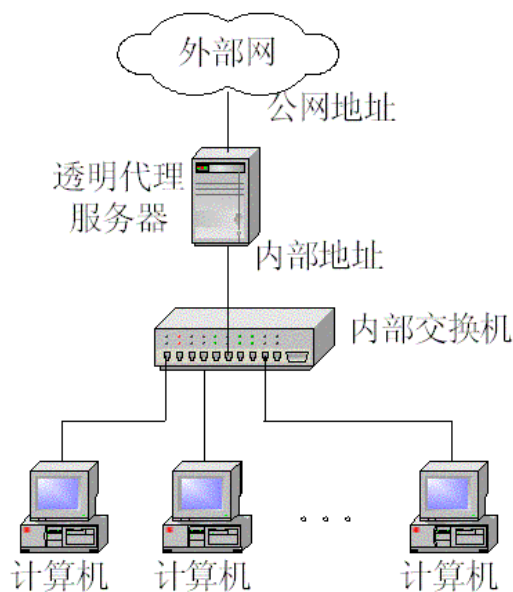 外部网
公网地址
透明代理
服务器
内部地址
内部交换机
计算机
计算机
计算机